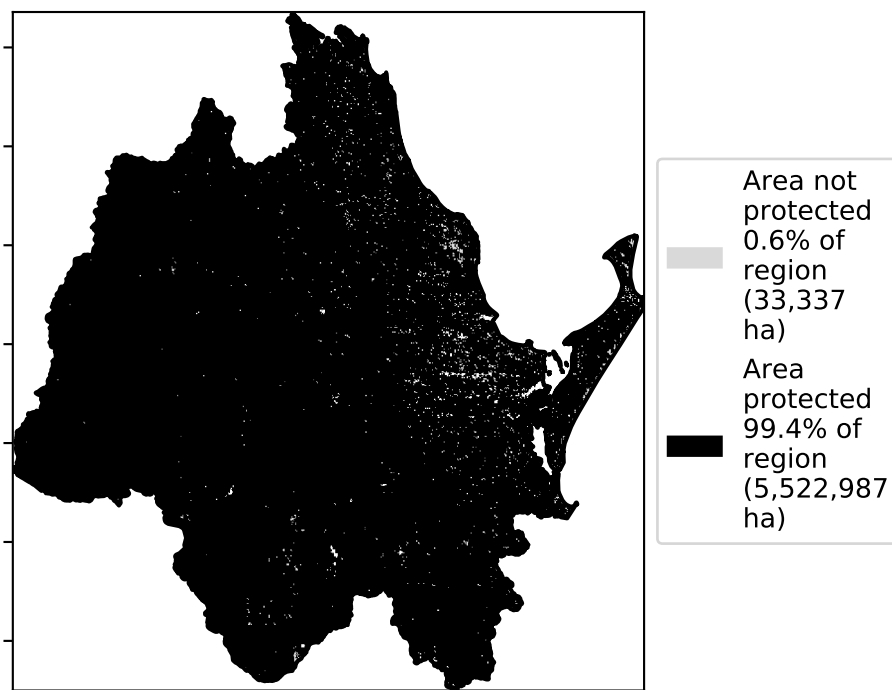 Area not
protected
0.6% of
region
(33,337
ha)
Area
protected
99.4% of
region
(5,522,987
ha)